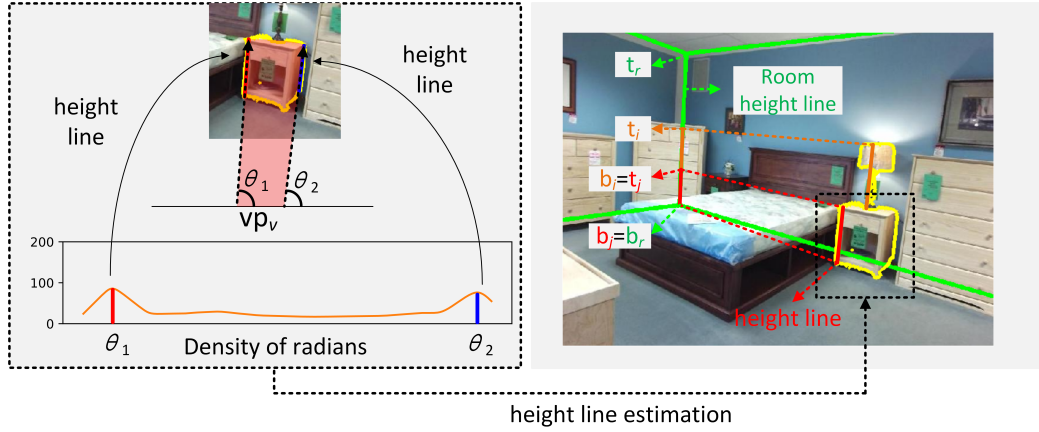 height
line
height
line
θ1
θ2
vpv
200
100
0
θ1
Density of radians
θ2
tr
Room
height line
ti
bi=tj
bj=br
height line
height line estimation